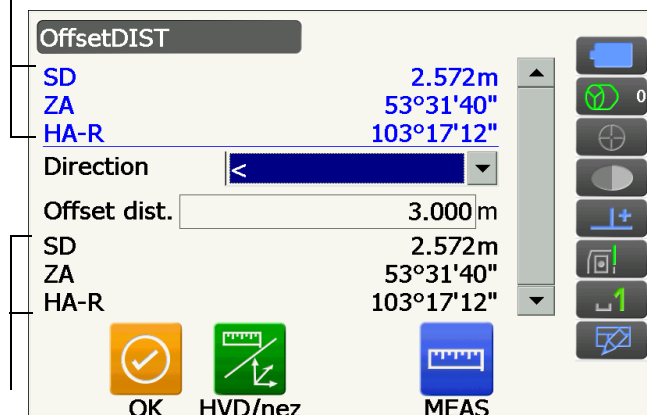 OffsetDIST
SD 2.572m
ZA 53°31'40"
HA-R 103°17'12"
Direction <
Offset dist. 3.000 m
SD 2.572m
ZA 53°31'40"
HA-R 103°17'12"
OK HVD/nez MEAS
0
+
1